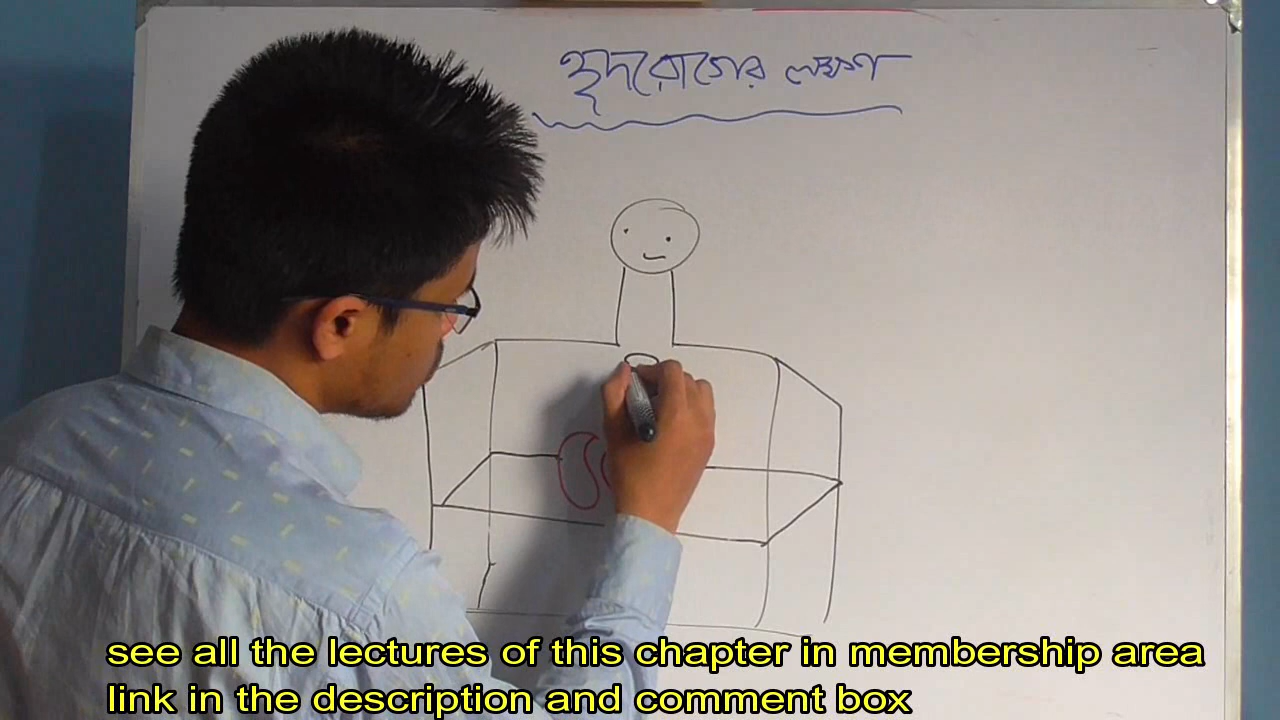 হৃদরোগের লক্ষণ
see all the lectures of this chapter in membership area
link in the description and comment box